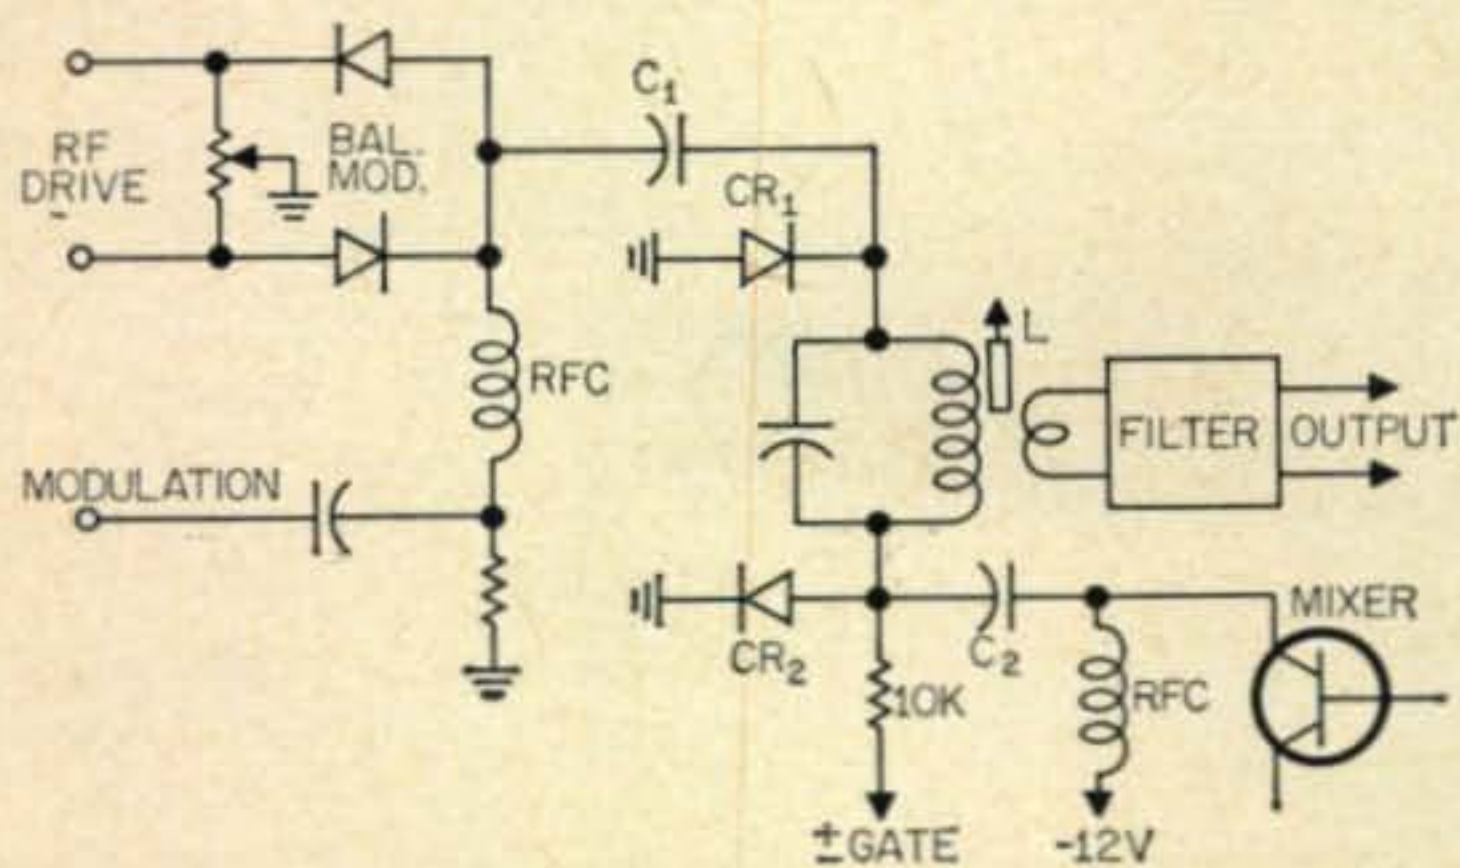 C1
RF
DRIVE
BAL.
MOD.
CR1
L
RFC
FILTER
OUTPUT
MODULATION
MIXER
CR2
C2
10K
RFC
±GATE
-12V